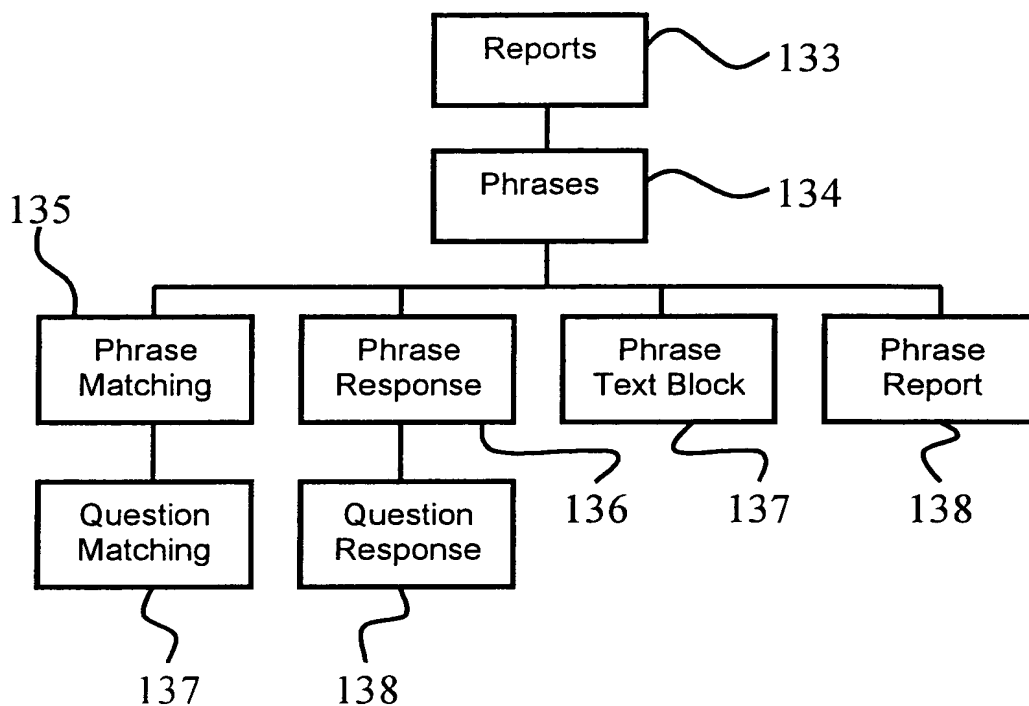 Reports
133
Phrases
134
135
Phrase
Matching
Phrase
Response
Phrase
Text Block
Phrase
Report
136
137
138
Question
Matching
Question
Response
137
138